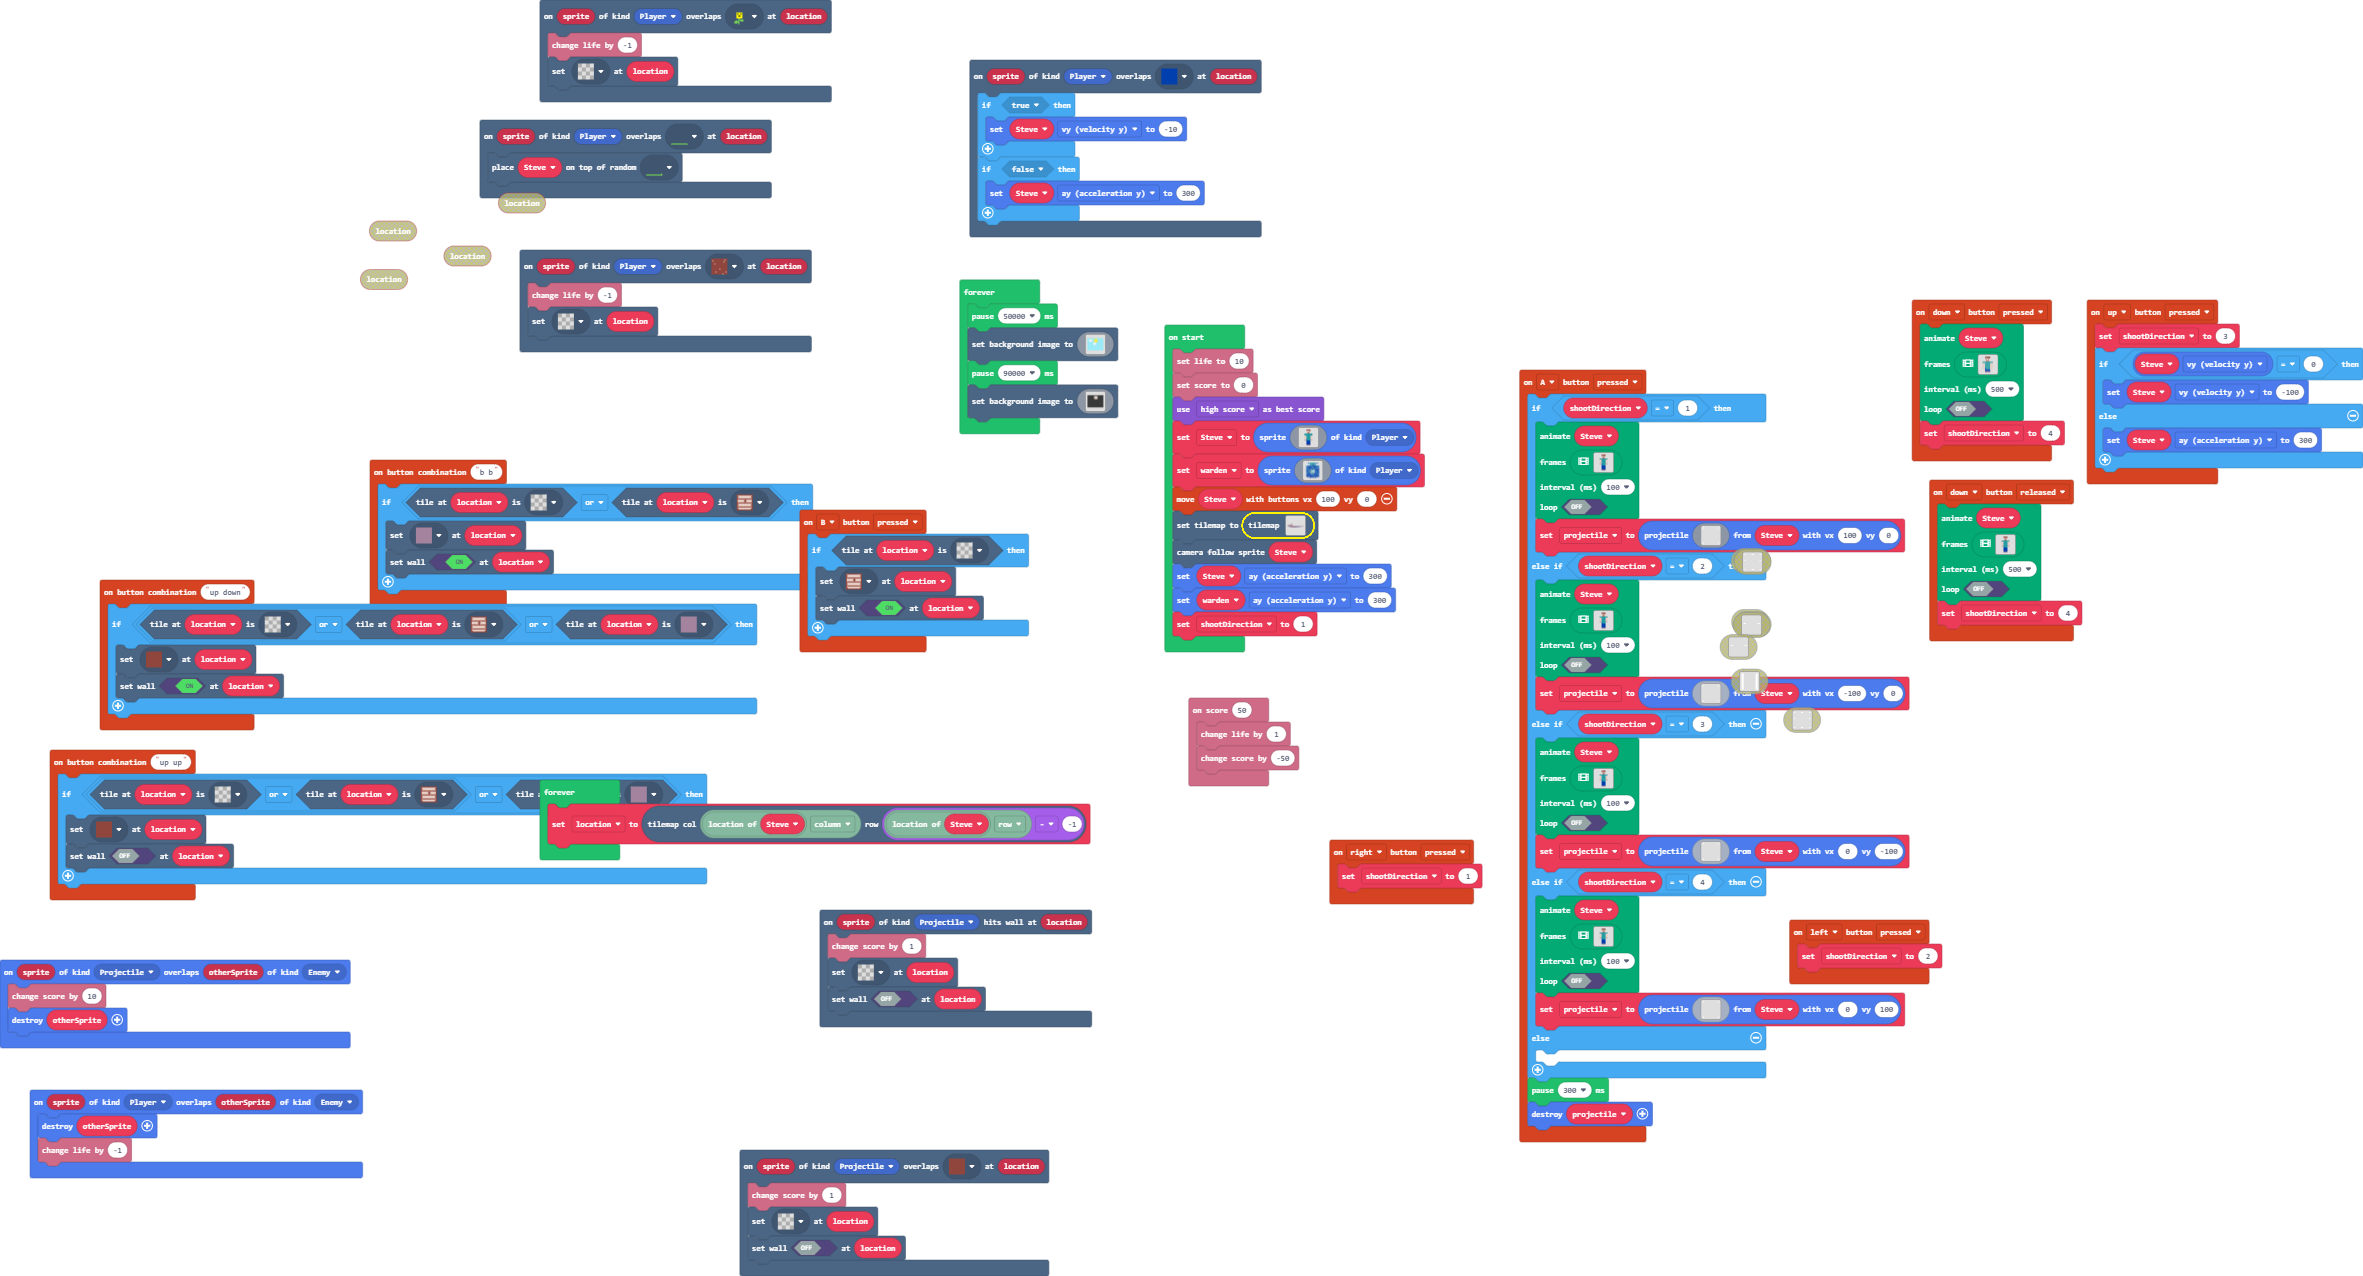 on sprite of kind Player overlaps at location
change life by -1
set at location
on sprite of kind Player overlaps at location
place Steve on top of random
location
location
location
location
on sprite of kind Player overlaps at location
change life by -1
set at location
on sprite of kind Player overlaps at location
if true then
set Steve vy (velocity y) to -10
if false then
set Steve ay (acceleration y) to 300
forever
pause 50000 ms
set background image to
pause 90000 ms
set background image to
on start
set life to 10
set score to 0
use high score as best score
set Steve to sprite of kind Player
set warden to sprite of kind Player
move Steve with buttons vx 100 vy 0
set tilemap to tilemap
camera follow sprite Steve
set Steve ay (acceleration y) to 300
set warden ay (acceleration y) to 300
set shootDirection to 1
on button combination "b b"
if tile at location is or tile at location is then
set at location
set wall ON at location
on B button pressed
if tile at location is then
set at location
set wall ON at location
on button combination "up down"
if tile at location is or tile at location is or tile at location is then
set at location
set wall ON at location
on button combination "up up"
if tile at location is or tile at location is or tile then
set at location
set wall OFF at location
forever
set location to tilemap col location of Steve column row location of Steve row - -1
on score 50
change life by 1
change score by -50
on right button pressed
set shootDirection to 1
on sprite of kind Projectile hits wall at location
change score by 1
set at location
set wall OFF at location
on sprite of kind Projectile overlaps otherSprite of kind Enemy
change score by 10
destroy otherSprite
on sprite of kind Player overlaps otherSprite of kind Enemy
destroy otherSprite
change life by -1
on sprite of kind Projectile overlaps at location
change score by 1
set at location
set wall OFF at location
on A button pressed
if shootDirection = 1 then
animate Steve
frames
interval (ms) 100
loop OFF
set projectile to projectile from Steve with vx 100 vy 0
else if shootDirection = 2
animate Steve
frames
interval (ms) 100
loop OFF
set projectile to projectile from Steve with vx -100 vy 0
else if shootDirection = 3 then
animate Steve
frames
interval (ms) 100
loop OFF
set projectile to projectile from Steve with vx 0 vy -100
else if shootDirection = 4 then
animate Steve
frames
interval (ms) 100
loop OFF
set projectile to projectile from Steve with vx 0 vy 100
else
pause 300 ms
destroy projectile
on left button pressed
set shootDirection to 2
on down button pressed
animate Steve
frames
interval (ms) 500
loop OFF
set shootDirection to 4
on down button released
animate Steve
frames
interval (ms) 500
loop OFF
set shootDirection to 4
on up button pressed
set shootDirection to 3
if Steve vy (velocity y) = 0 then
set Steve vy (velocity y) to -100
else
set Steve ay (acceleration y) to 300